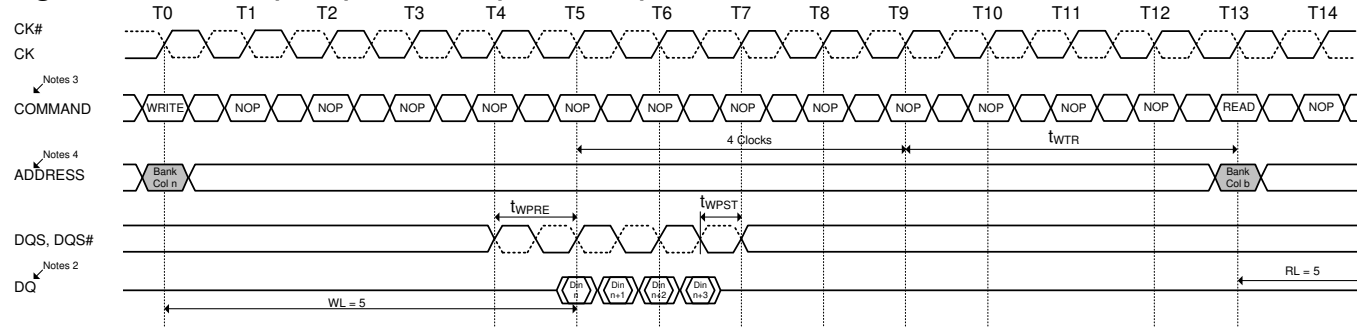 T0 T1 T2 T3 T4 T5 T6 T7 T8 T9 T10 T11 T12 T13 T14
CK#
CK
Notes 3
COMMAND WRITE NOP NOP NOP NOP NOP NOP NOP NOP NOP NOP NOP NOP READ NOP
4 Clocks tWTR
Notes 4
ADDRESS
Bank
Col n
Bank
Col b
tWPRE tWPST
DQS, DQS#
Notes 2
DQ
Din
n
Din
n+1
Din
n+2
Din
n+3
RL = 5
WL = 5